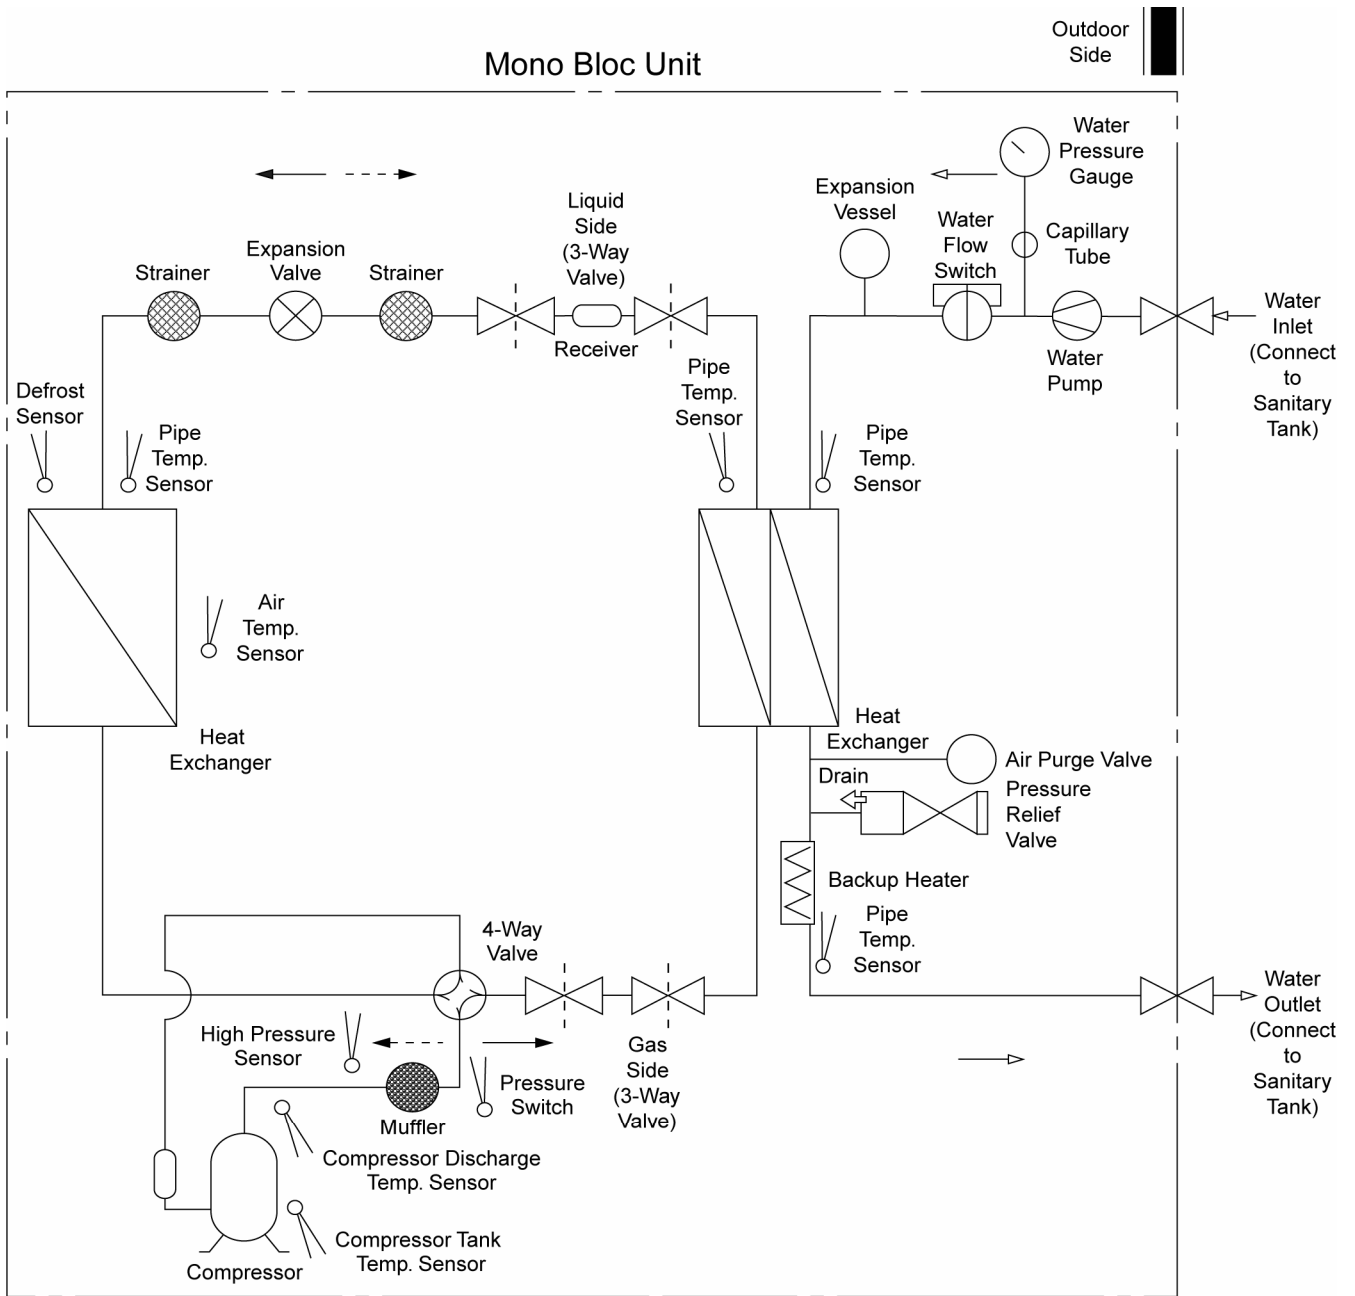 Outdoor
Side
Mono Bloc Unit
Water
Pressure
Gauge
Expansion
Vessel
Water
Flow
Switch
Capillary
Tube
Liquid
Side
(3-Way
Valve)
Strainer
Expansion
Valve
Strainer
Receiver
Water
Pump
Water
Inlet
(Connect
to
Sanitary
Tank)
Defrost
Sensor
Pipe
Temp.
Sensor
Pipe
Temp.
Sensor
Pipe
Temp.
Sensor
Air
Temp.
Sensor
Heat
Exchanger
Heat
Exchanger
Air Purge Valve
Drain
Pressure
Relief
Valve
Backup Heater
Pipe
Temp.
Sensor
4-Way
Valve
Water
Outlet
(Connect
to
Sanitary
Tank)
High Pressure
Sensor
Gas
Side
(3-Way
Valve)
Pressure
Switch
Muffler
Compressor Discharge
Temp. Sensor
Compressor Tank
Temp. Sensor
Compressor